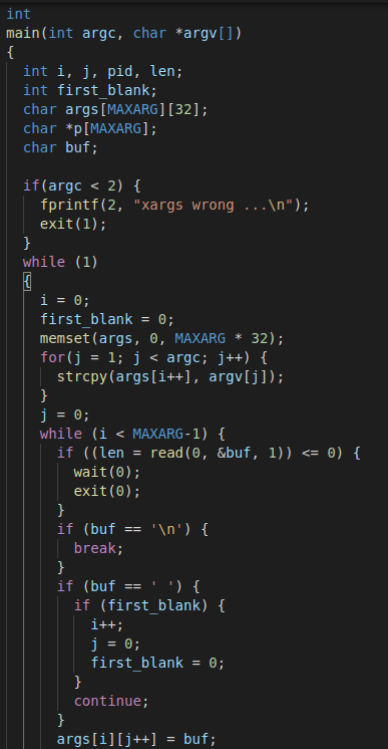 int
main(int argc, char *argv[])
{
  int i, j, pid, len;
  int first_blank;
  char args[MAXARG][32];
  char *p[MAXARG];
  char buf;

  if(argc < 2) {
    fprintf(2, "xargs wrong ...\n");
    exit(1);
  }
  while (1)
  {
    i = 0;
    first_blank = 0;
    memset(args, 0, MAXARG * 32);
    for(j = 1; j < argc; j++) {
      strcpy(args[i++], argv[j]);
    }
    j = 0;
    while (i < MAXARG-1) {
      if ((len = read(0, &buf, 1)) <= 0) {
        wait(0);
        exit(0);
      }
      if (buf == '\n') {
        break;
      }
      if (buf == ' ') {
        if (first_blank) {
          i++;
          j = 0;
          first_blank = 0;
        }
        continue;
      }
      args[i][j++] = buf;